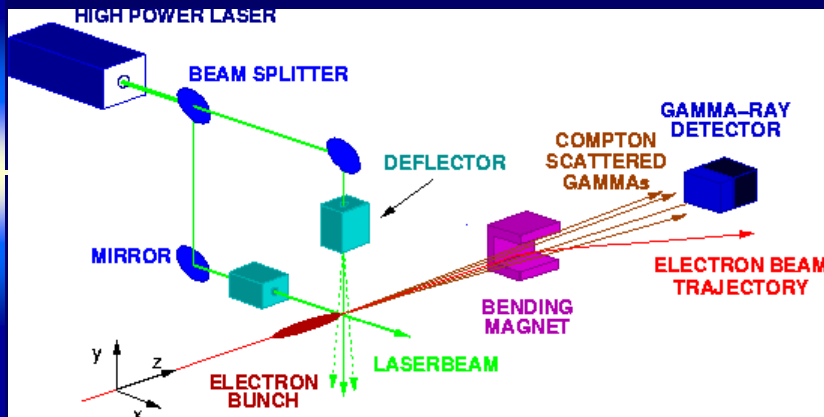 HIGH POWER LASER
BEAM SPLITTER
GAMMA–RAY
DETECTOR
COMPTON
SCATTERED
GAMMAs
DEFLECTOR
MIRROR
ELECTRON BEAM
TRAJECTORY
BENDING
MAGNET
LASERBEAM
ELECTRON
BUNCH
y
z
x